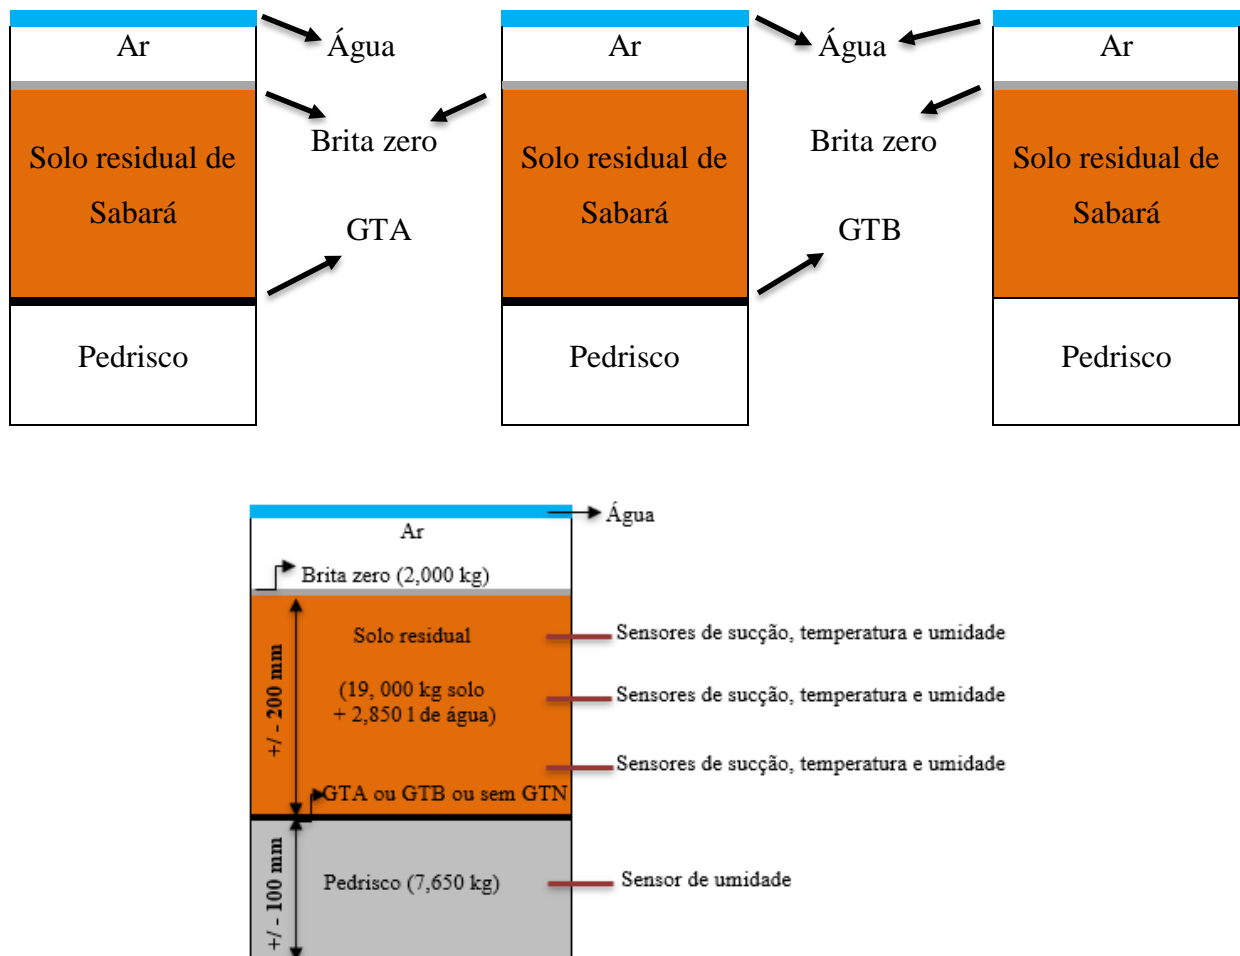 Ar
Água
Ar
Água
Ar
Brita zero
Brita zero
Solo residual de
Sabará
Solo residual de
Sabará
Solo residual de
Sabará
GTA
GTB
Pedrisco
Pedrisco
Pedrisco
Água
Ar
Brita zero (2,000 kg)
Solo residual
Sensores de sucção, temperatura e umidade
+/ - 200 mm
(19, 000 kg solo
+ 2,850 l de água)
Sensores de sucção, temperatura e umidade
Sensores de sucção, temperatura e umidade
GTA ou GTB ou sem GTN
+/ - 100 mm
Pedrisco (7,650 kg)
Sensor de umidade